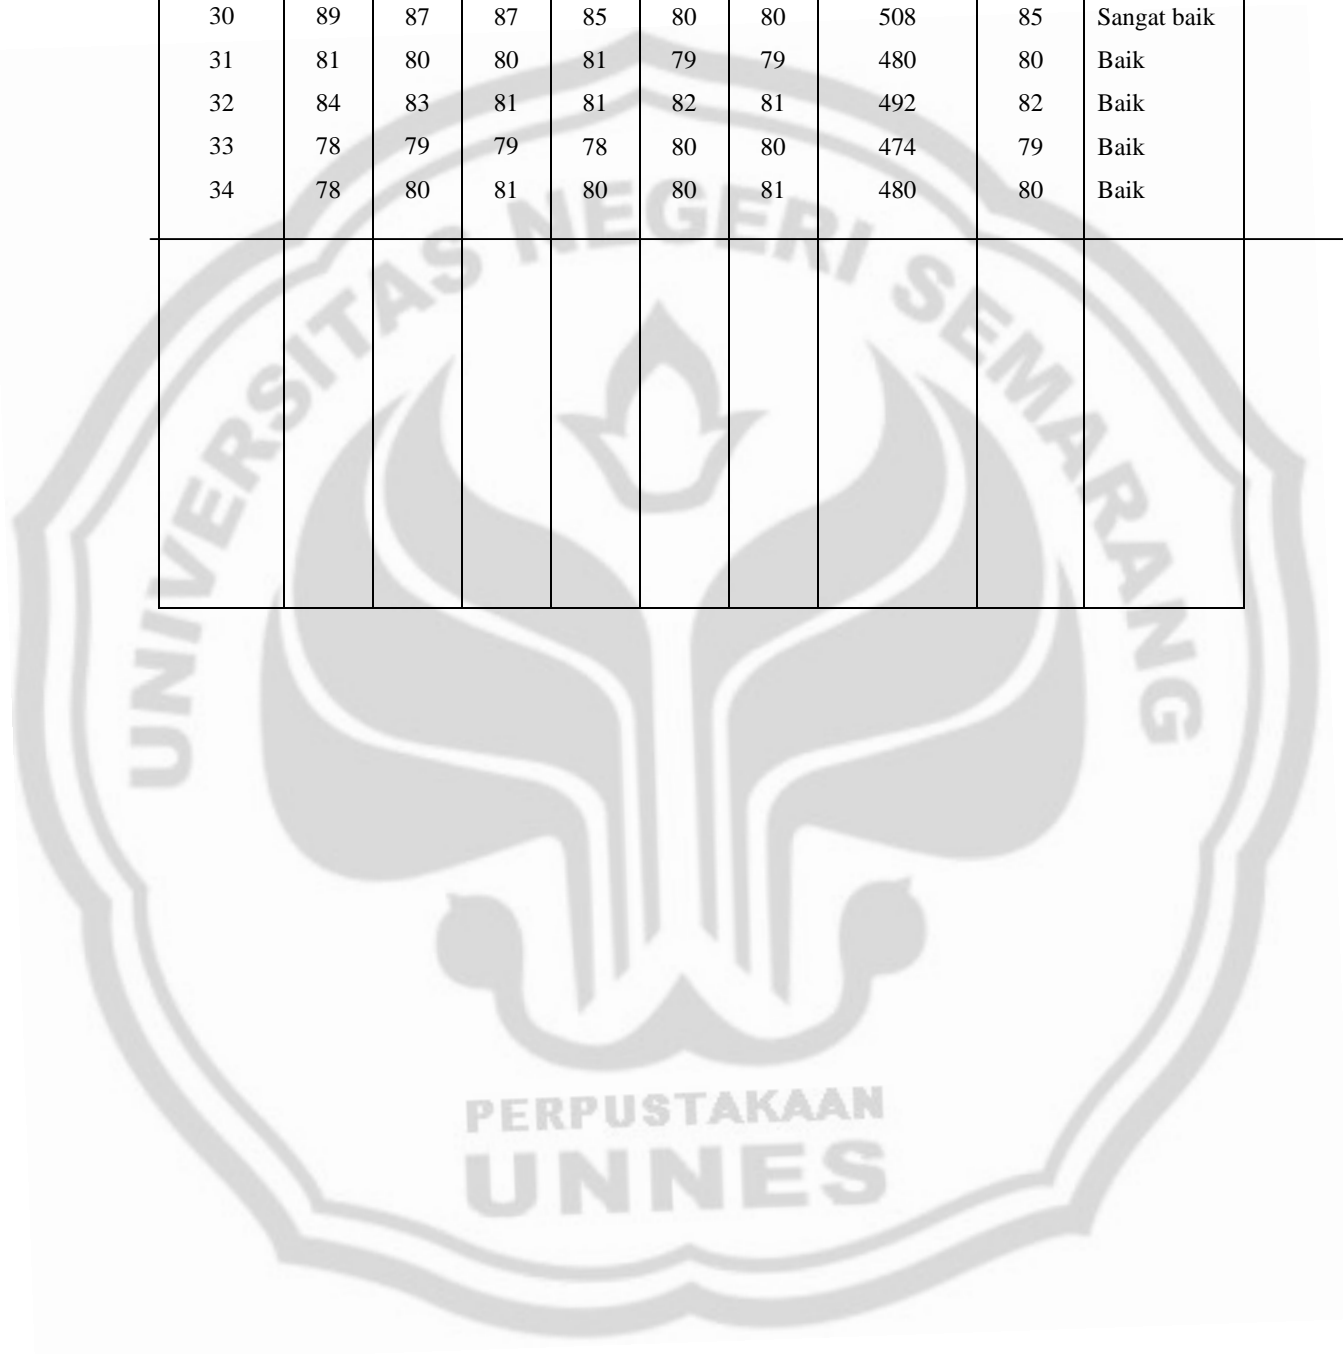 30 89 87 87 85 80 80 508 85 Sangat baik
31 81 80 80 81 79 79 480 80 Baik
32 84 83 81 81 82 81 492 82 Baik
33 78 79 79 78 80 80 474 79 Baik
34 78 80 81 80 80 81 480 80 Baik
UNIVERSITAS NEGERI SEMARANG
PERPUSTAKAAN
UNNES